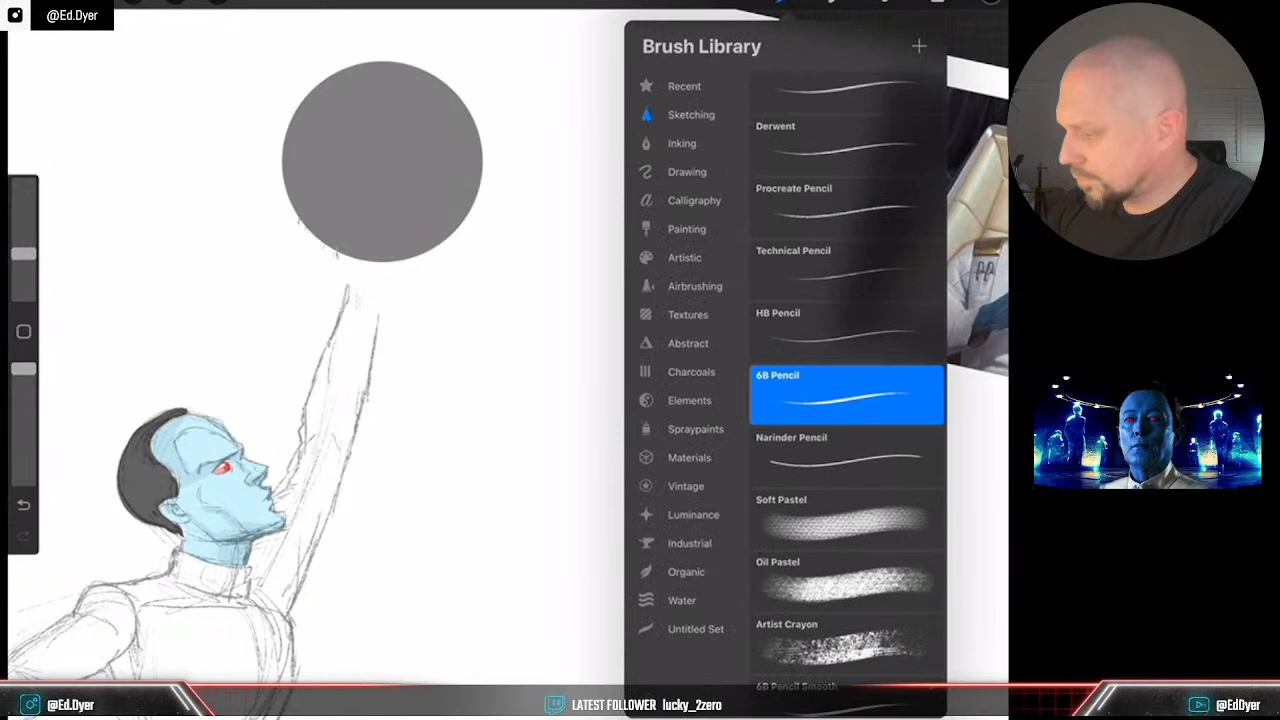 @Ed.Dyer
Brush Library
Recent
Sketching
Inking
Drawing
Calligraphy
Painting
Artistic
Airbrushing
Textures
Abstract
Charcoals
Elements
Spraypaints
Materials
Vintage
Luminance
Industrial
Organic
Water
Untitled Set
Derwent
Procreate Pencil
Technical Pencil
HB Pencil
6B Pencil
Narinder Pencil
Soft Pastel
Oil Pastel
Artist Crayon
6B Pencil Smooth
@Ed.Dyer
LATEST FOLLOWER lucky_2zero
@EdDyer